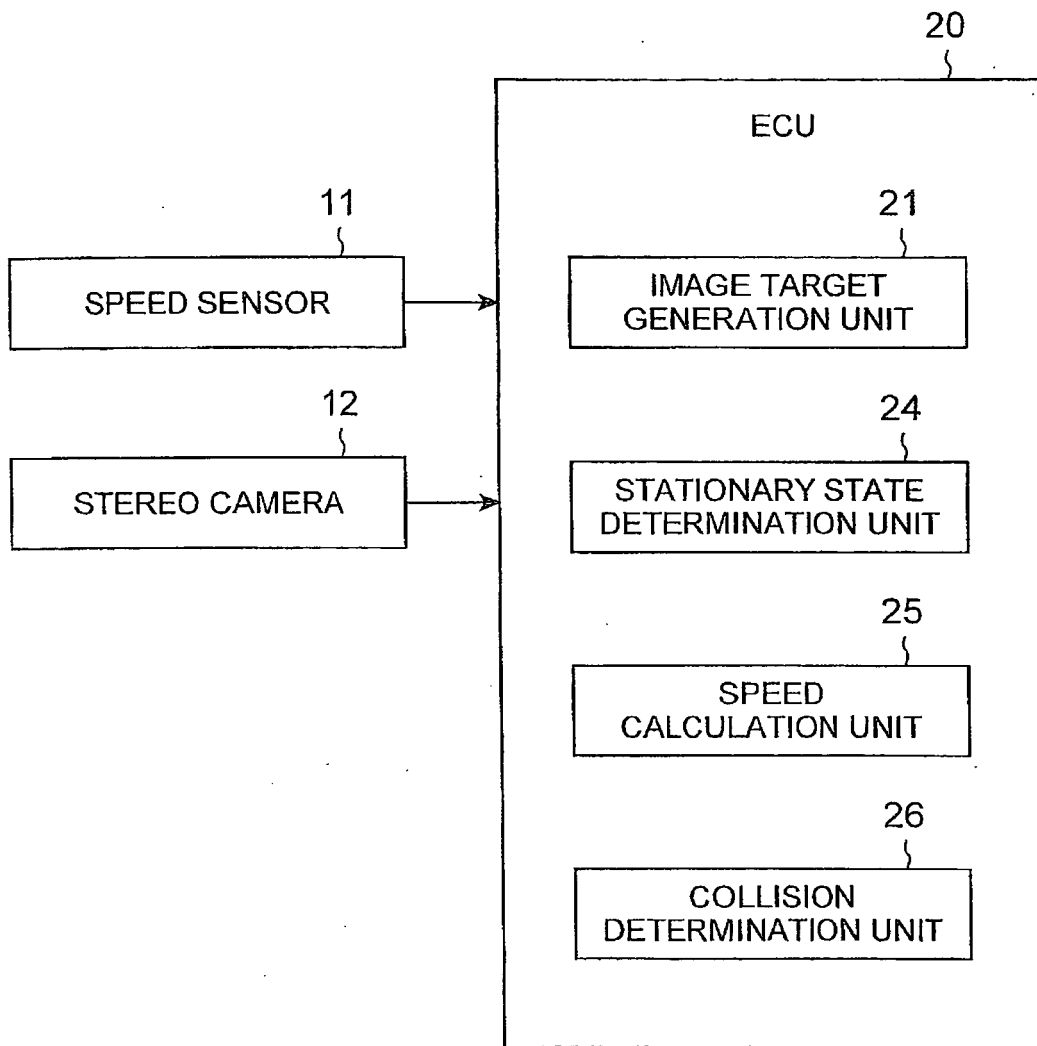 20
ECU
11
SPEED SENSOR
21
IMAGE TARGET
GENERATION UNIT
12
STEREO CAMERA
24
STATIONARY STATE
DETERMINATION UNIT
25
SPEED
CALCULATION UNIT
26
COLLISION
DETERMINATION UNIT